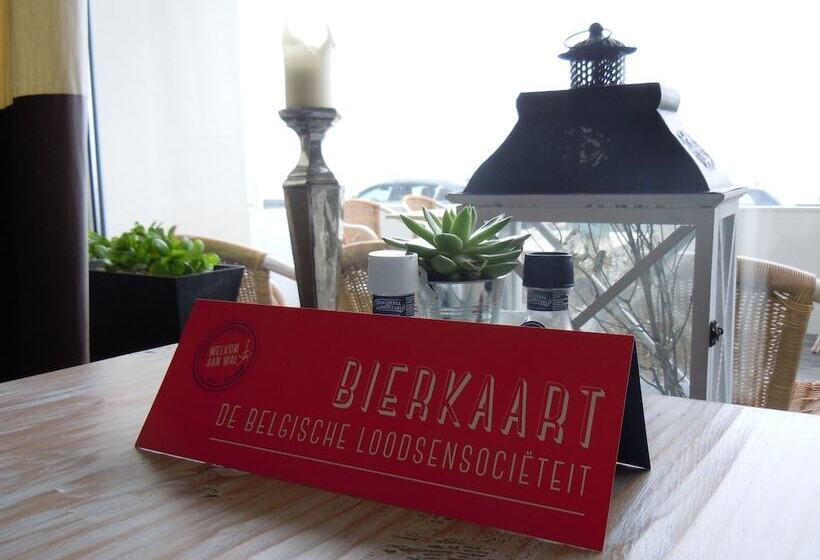 WELKOM
AAN WAL
BIERKAART
DE BELGISCHE LOODSENSOCIËTEIT